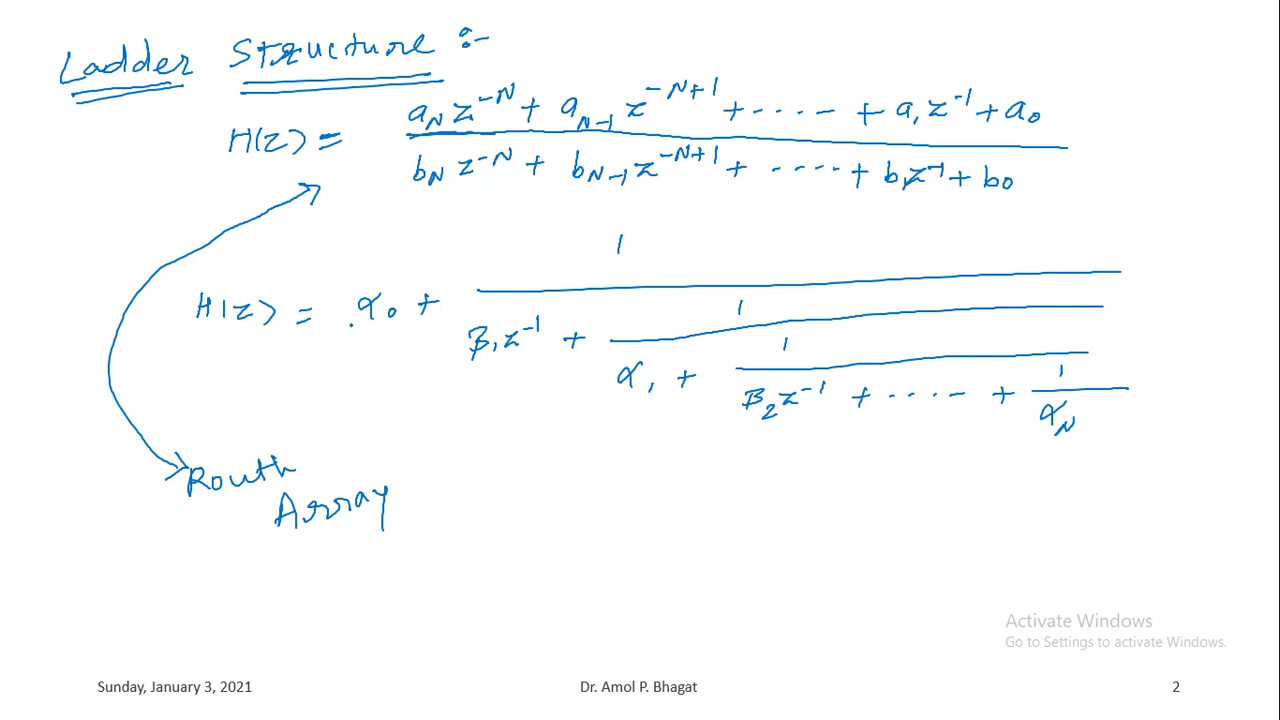 Ladder Structure :-
H(z) = (a_N z^{-N} + a_{N-1} z^{-N+1} + ..... + a_1 z^{-1} + a_0) / (b_N z^{-N} + b_{N-1} z^{-N+1} + ..... + b_1 z^{-1} + b_0)
H(z) = α_0 + 1 / (β_1 z^{-1} + 1 / (α_1 + 1 / (β_2 z^{-1} + ..... + 1 / α_N)))
Routh
Array
Activate Windows
Go to Settings to activate Windows.
Sunday, January 3, 2021 Dr. Amol P. Bhagat 2